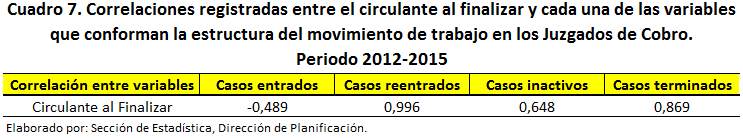 Cuadro 7. Correlaciones registradas entre el circulante al finalizar y cada una de las variables
que conforman la estructura del movimiento de trabajo en los Juzgados de Cobro.
Periodo 2012-2015
Correlación entre variables Casos entrados Casos reentrados Casos inactivos Casos terminados
Circulante al Finalizar -0,489 0,996 0,648 0,869
Elaborado por: Sección de Estadística, Dirección de Planificación.